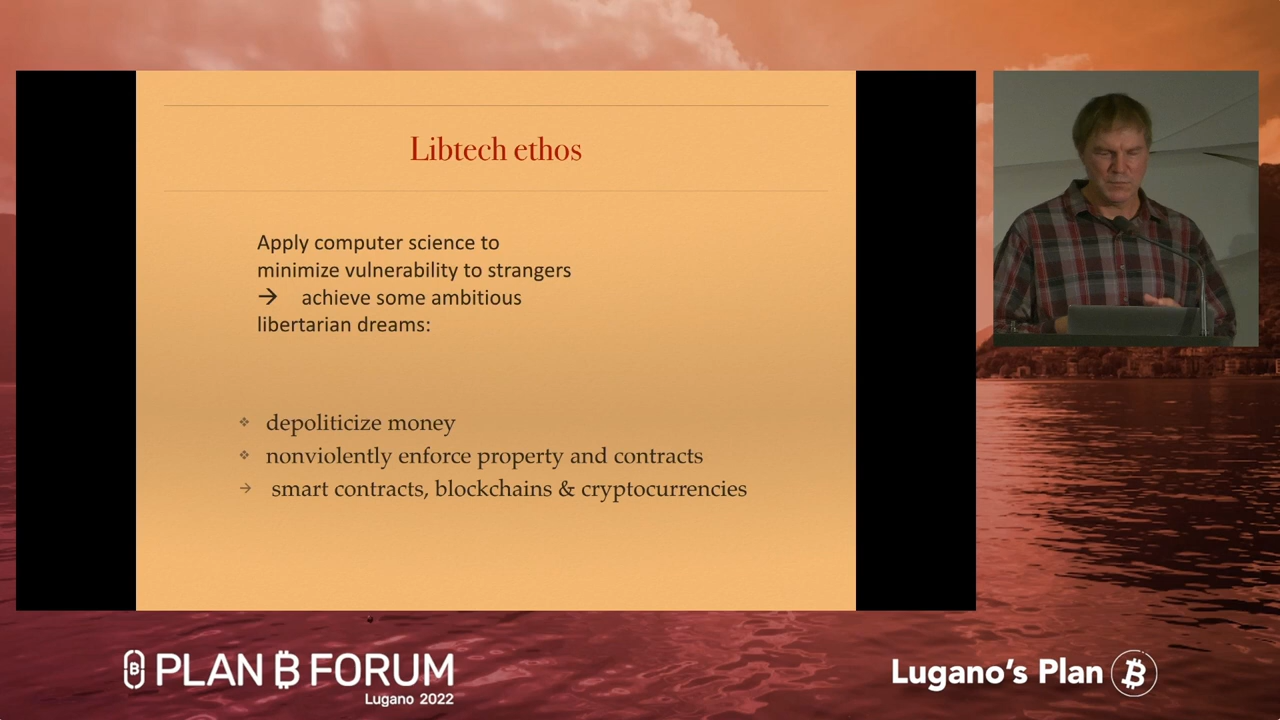 Libtech ethos
Apply computer science to
minimize vulnerability to strangers
→ achieve some ambitious
libertarian dreams:
❖ depoliticize money
❖ nonviolently enforce property and contracts
→ smart contracts, blockchains & cryptocurrencies
PLAN ₿ FORUM
Lugano 2022
Lugano's Plan ₿